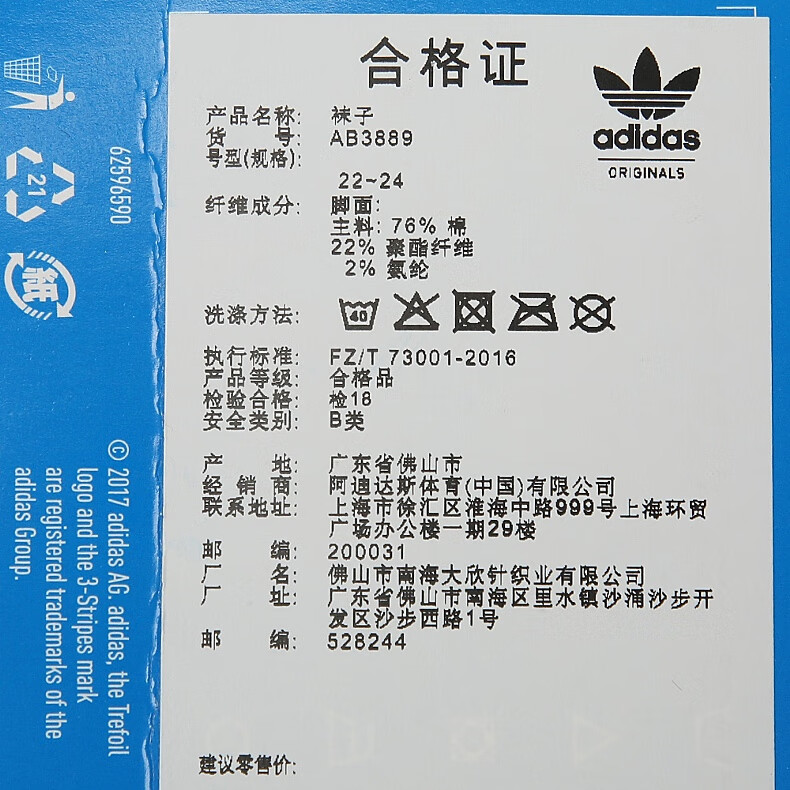 合格证
adidas
ORIGINALS
产品名称: 袜子
货 号: AB3889
号型(规格):
22~24
纤维成分: 脚面:
主料: 76% 棉
22% 聚酯纤维
2% 氨纶
洗涤方法: 40
执行标准: FZ/T 73001-2016
产品等级: 合格品
检验合格: 检18
安全类别: B类
产 地: 广东省佛山市
经 销 商: 阿迪达斯体育(中国)有限公司
联系地址: 上海市徐汇区淮海中路999号上海环贸
广场办公楼一期29楼
邮 编: 200031
厂 名: 佛山市南海大欣针织业有限公司
厂 址: 广东省佛山市南海区里水镇沙涌沙步开
发区沙步西路1号
邮 编: 528244
建议零售价:
21
紙
62596590
© 2017 adidas AG. adidas, the Trefoil
logo and the 3-Stripes mark
are registered trademarks of the
adidas Group.